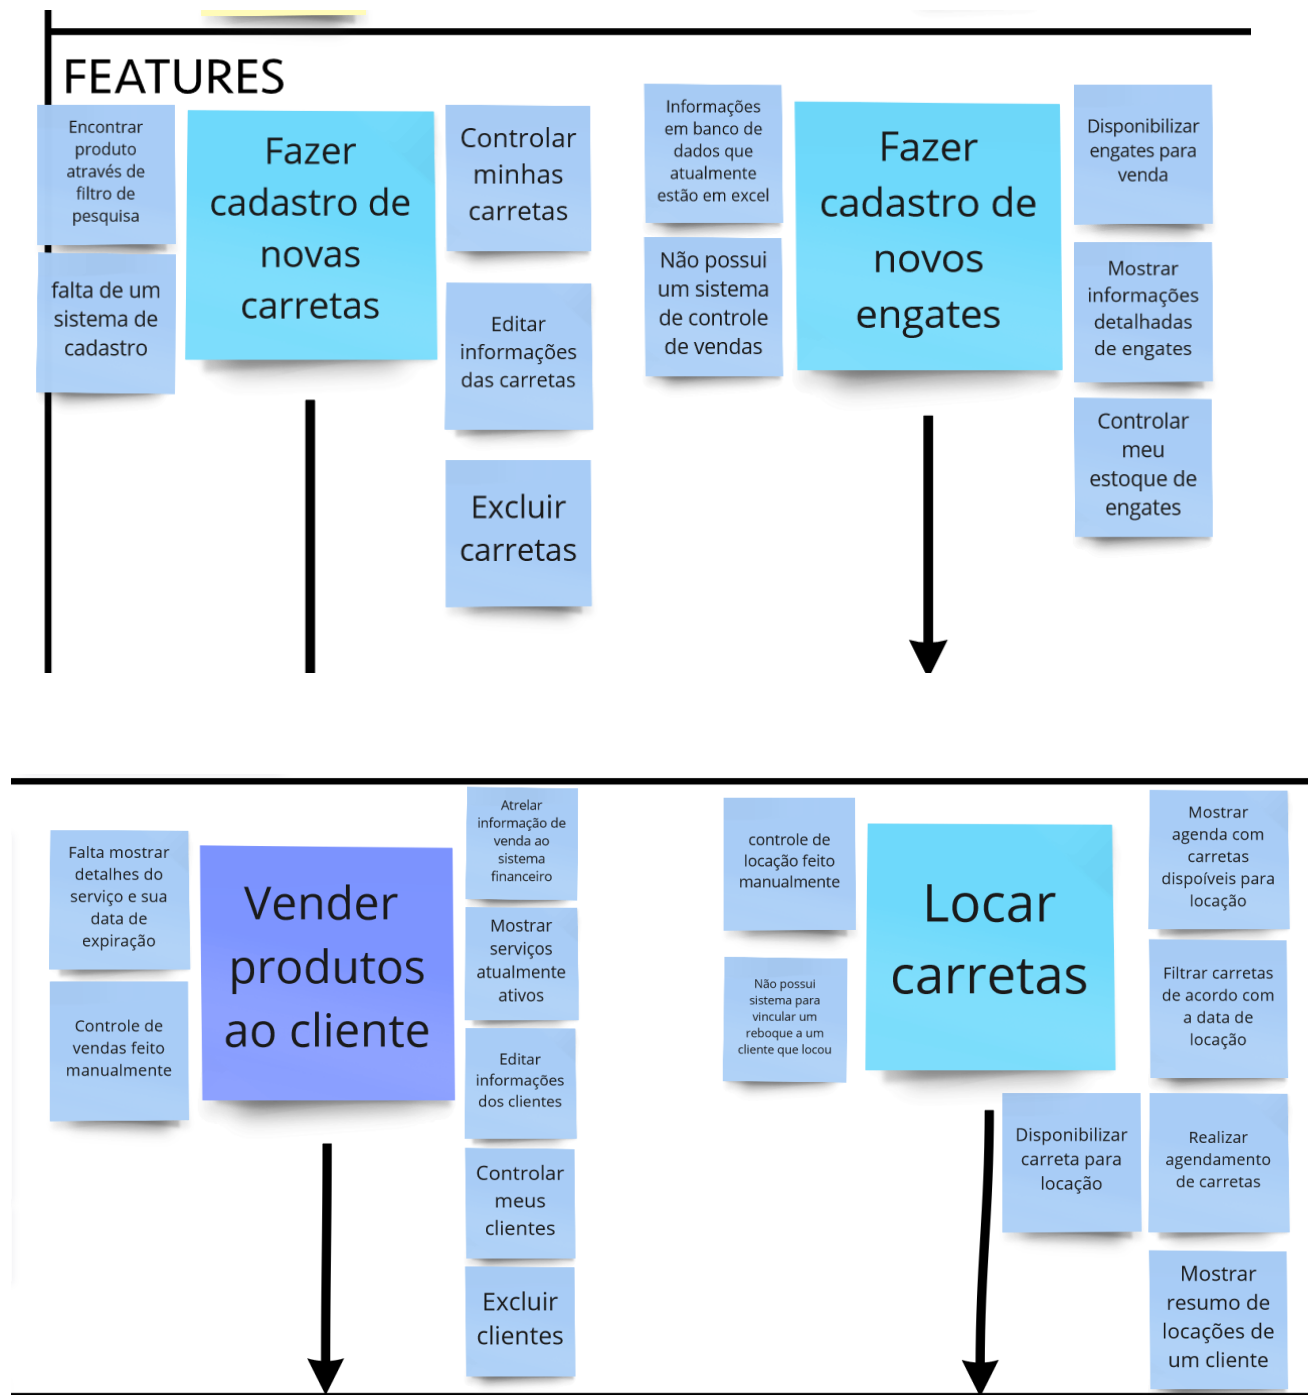 FEATURES
Encontrar
produto
através de
filtro de
pesquisa
falta de um
sistema de
cadastro
Fazer
cadastro de
novas
carretas
Controlar
minhas
carretas
Editar
informações
das carretas
Excluir
carretas
Informações
em banco de
dados que
atualmente
estão em excel
Não possui
um sistema
de controle
de vendas
Fazer
cadastro de
novos
engates
Disponibilizar
engates para
venda
Mostrar
informações
detalhadas
de engates
Controlar
meu
estoque de
engates
Falta mostrar
detalhes do
serviço e sua
data de
expiração
Controle de
vendas feito
manualmente
Vender
produtos
ao cliente
Atrelar
informação de
venda ao
sistema
financeiro
Mostrar
serviços
atualmente
ativos
Editar
informações
dos clientes
Controlar
meus
clientes
Excluir
clientes
controle de
locação feito
manualmente
Não possui
sistema para
vincular um
reboque a um
cliente que locou
Locar
carretas
Disponibilizar
carreta para
locação
Mostrar
agenda com
carretas
dispoíveis para
locação
Filtrar carretas
de acordo com
a data de
locação
Realizar
agendamento
de carretas
Mostrar
resumo de
locações de
um cliente